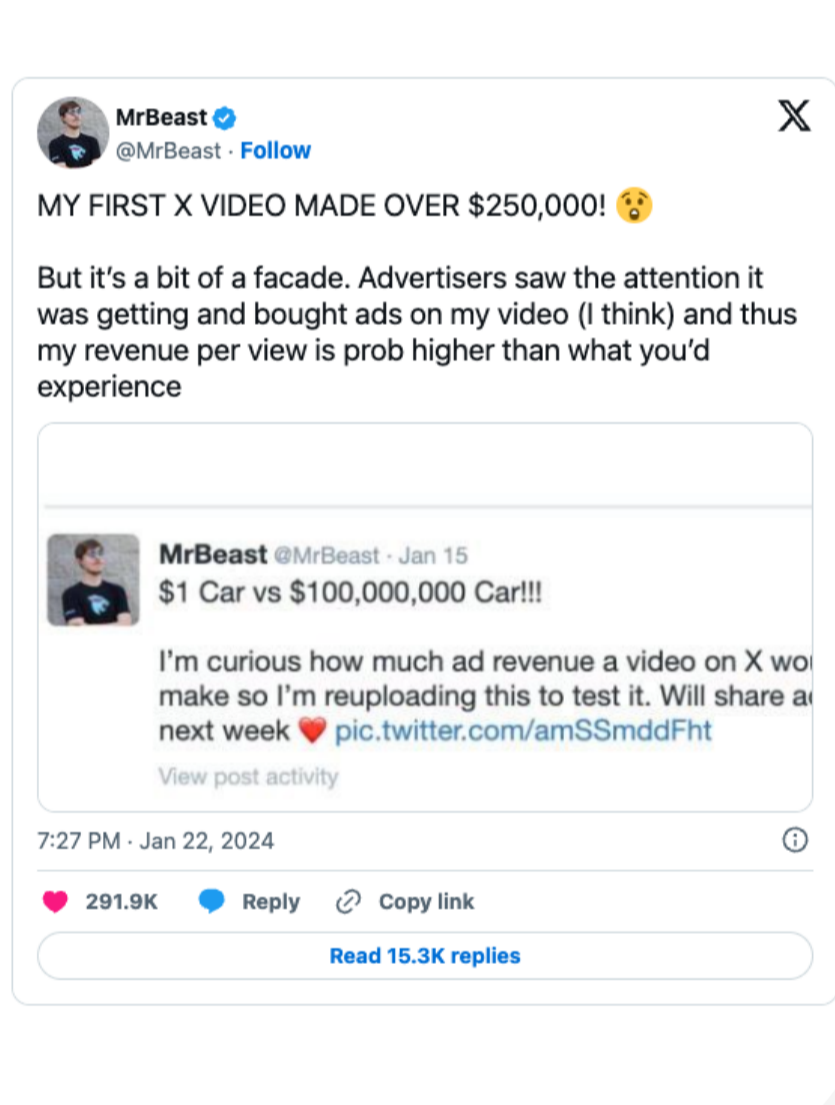 MrBeast
@MrBeast · Follow
MY FIRST X VIDEO MADE OVER $250,000! 😲
But it's a bit of a facade. Advertisers saw the attention it
was getting and bought ads on my video (I think) and thus
my revenue per view is prob higher than what you'd
experience
MrBeast @MrBeast · Jan 15
$1 Car vs $100,000,000 Car!!!
I'm curious how much ad revenue a video on X
make so I'm reuploading this to test it. Will share
next week ❤️ pic.twitter.com/amSSmddFht
View post activity
7:27 PM · Jan 22, 2024
291.9K Reply Copy link
Read 15.3K replies